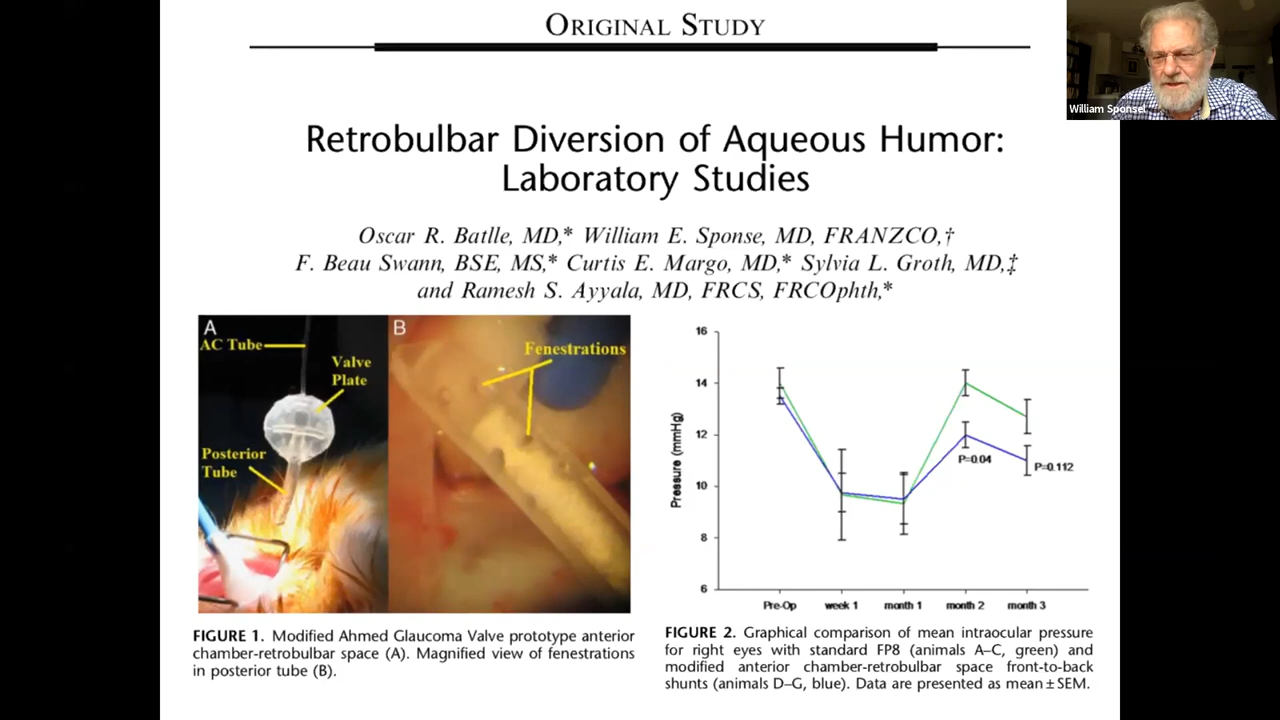 ORIGINAL STUDY
William Sponsel
Retrobulbar Diversion of Aqueous Humor:
Laboratory Studies
Oscar R. Batlle, MD,* William E. Sponse, MD, FRANZCO,†
F. Beau Swann, BSE, MS,* Curtis E. Margo, MD,* Sylvia L. Groth, MD,‡
and Ramesh S. Ayyala, MD, FRCS, FRCOphth,*
A
AC Tube
Valve
Plate
Posterior
Tube
B
Fenestrations
FIGURE 1. Modified Ahmed Glaucoma Valve prototype anterior
chamber-retrobulbar space (A). Magnified view of fenestrations
in posterior tube (B).
Pressure (mmHg)
16
14
12
10
8
6
P=0.04
P=0.112
Pre-Op week 1 month 1 month 2 month 3
FIGURE 2. Graphical comparison of mean intraocular pressure
for right eyes with standard FP8 (animals A–C, green) and
modified anterior chamber-retrobulbar space front-to-back
shunts (animals D–G, blue). Data are presented as mean ± SEM.